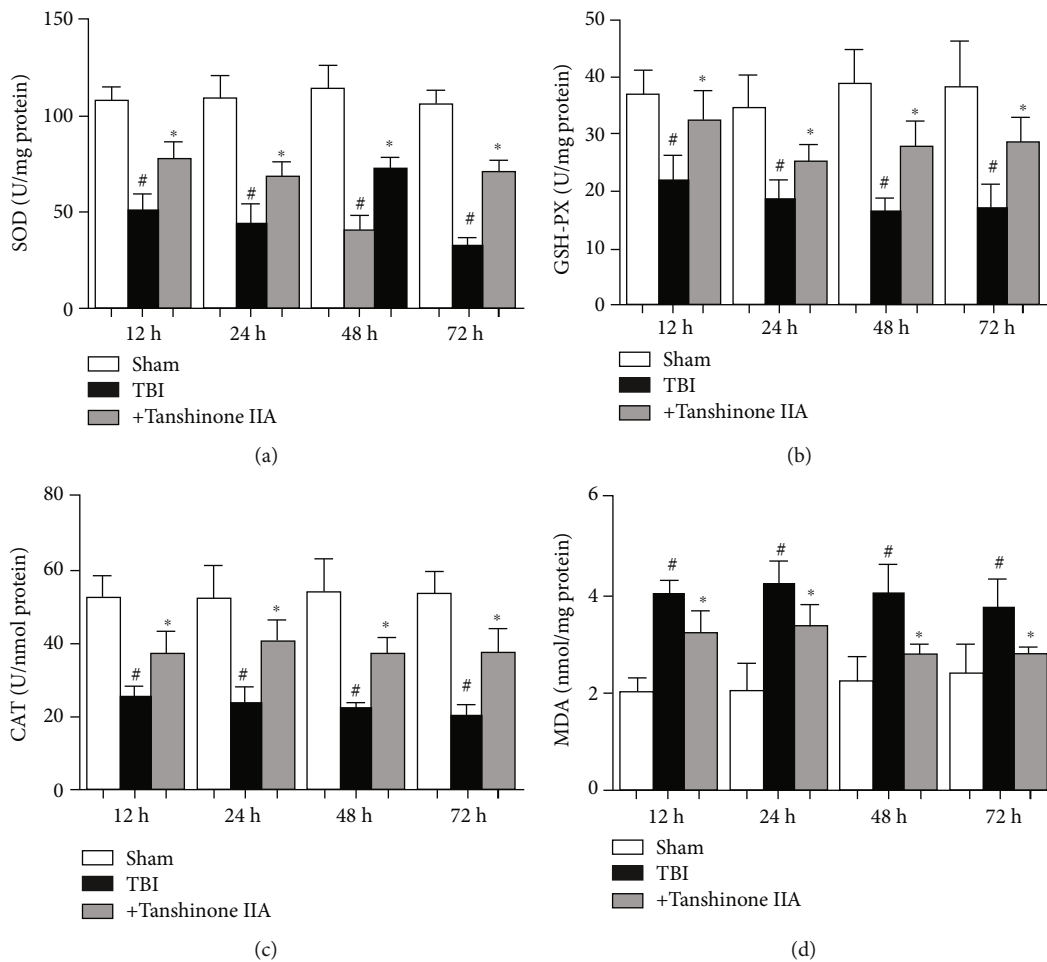 150
100
50
0
SOD (U/mg protein)
#
*
#
*
#
*
#
*
12 h 24 h 48 h 72 h
Sham
TBI
+Tanshinone IIA
(a)
50
40
30
20
10
0
GSH-PX (U/mg protein)
#
*
#
*
#
*
#
*
12 h 24 h 48 h 72 h
Sham
TBI
+Tanshinone IIA
(b)
80
60
40
20
0
CAT (U/nmol protein)
#
*
#
*
#
*
#
*
12 h 24 h 48 h 72 h
Sham
TBI
+Tanshinone IIA
(c)
6
4
2
0
MDA (nmol/mg protein)
#
*
#
*
#
*
#
*
12 h 24 h 48 h 72 h
Sham
TBI
+Tanshinone IIA
(d)